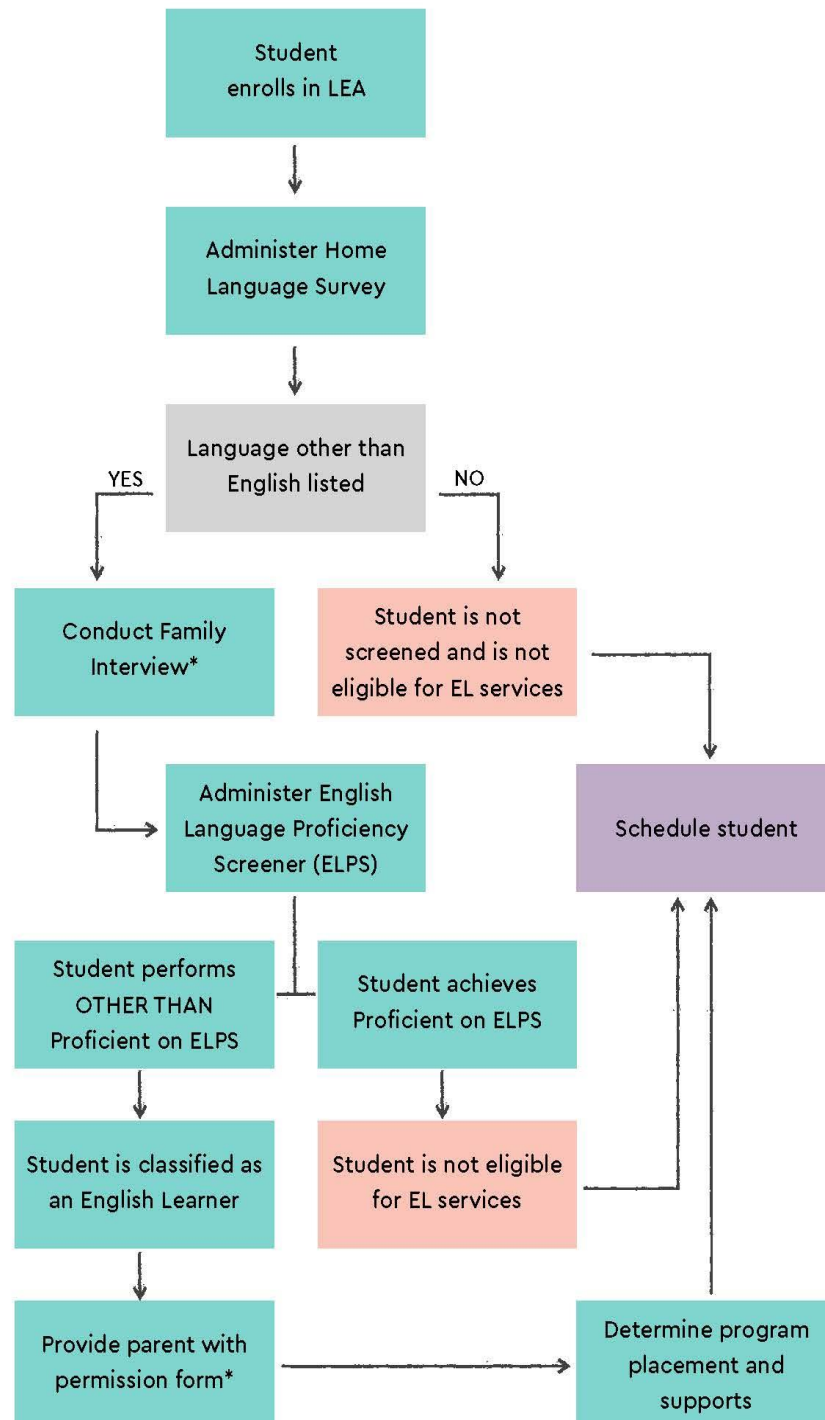 Student
enrolls in LEA
Administer Home
Language Survey
Language other than
English listed
YES
NO
Conduct Family
Interview*
Student is not
screened and is not
eligible for EL services
Administer English
Language Proficiency
Screener (ELPS)
Schedule student
Student performs
OTHER THAN
Proficient on ELPS
Student achieves
Proficient on ELPS
Student is classified as
an English Learner
Student is not eligible
for EL services
Provide parent with
permission form*
Determine program
placement and
supports